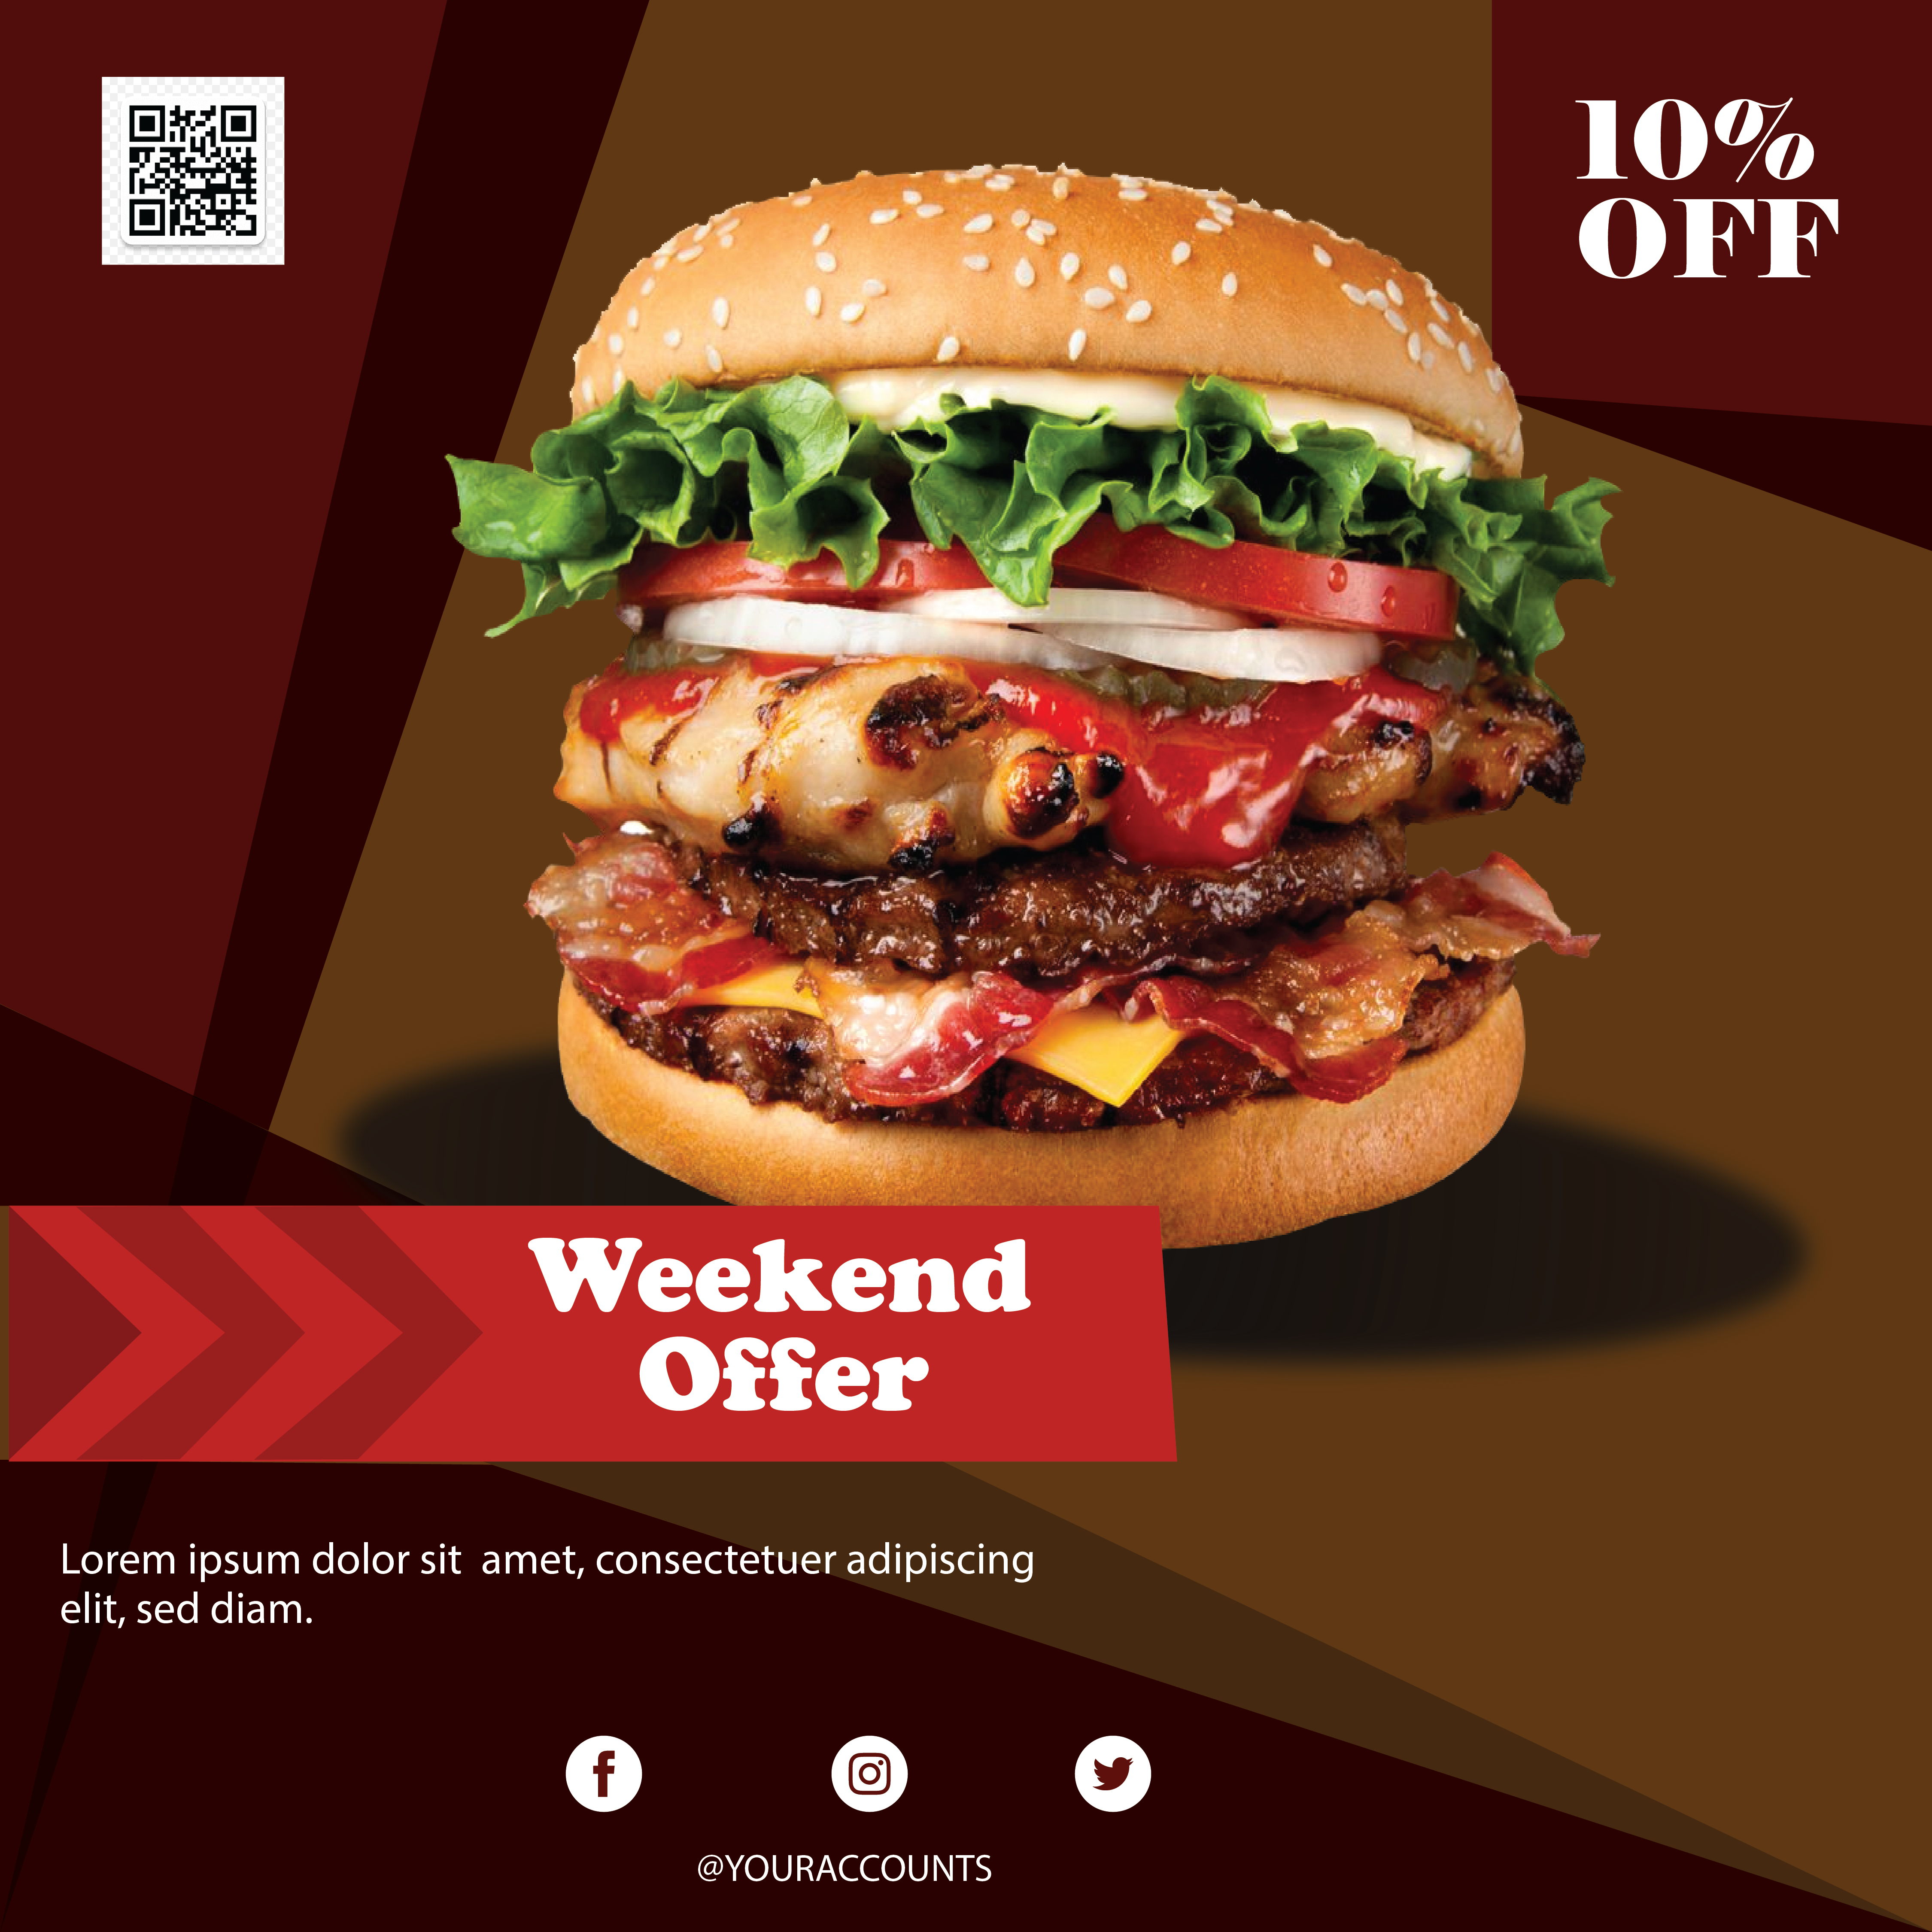 10%
OFF
Weekend
Offer
Lorem ipsum dolor sit  amet, consectetuer adipiscing
elit, sed diam.
@YOURACCOUNTS